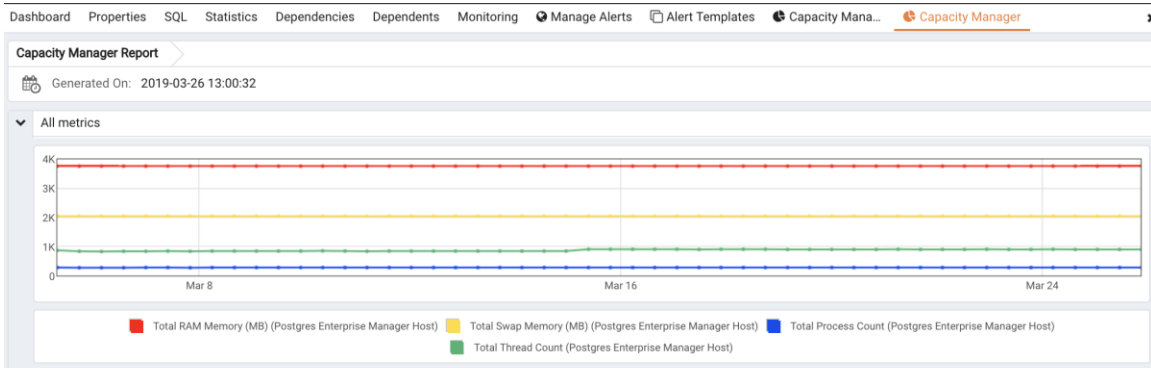 Dashboard Properties SQL Statistics Dependencies Dependents Monitoring Manage Alerts Alert Templates Capacity Mana... Capacity Manager
Capacity Manager Report
Generated On: 2019-03-26 13:00:32
All metrics
4K
3K
2K
1K
0
Mar 8 Mar 16 Mar 24
Total RAM Memory (MB) (Postgres Enterprise Manager Host) Total Swap Memory (MB) (Postgres Enterprise Manager Host) Total Process Count (Postgres Enterprise Manager Host)
Total Thread Count (Postgres Enterprise Manager Host)